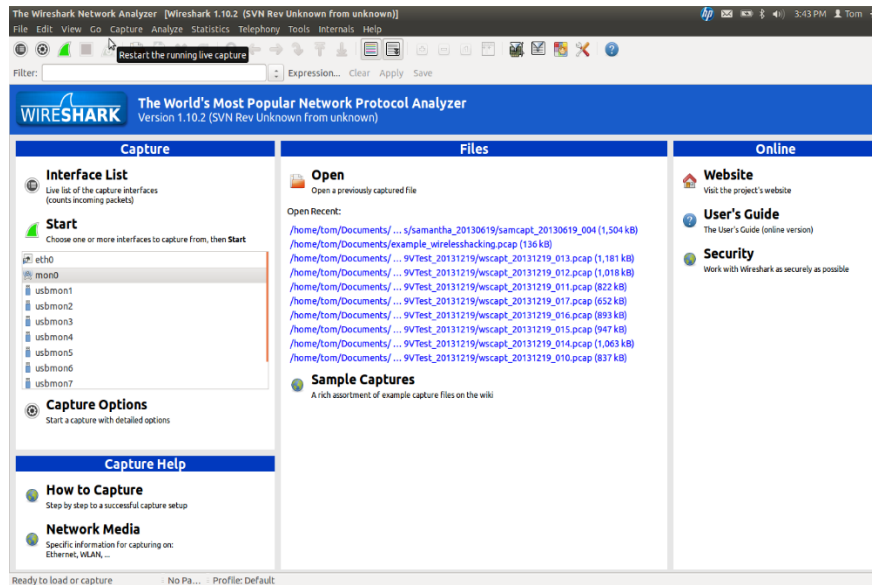 The Wireshark Network Analyzer [Wireshark 1.10.2 (SVN Rev Unknown from unknown)]
hp 3:43 PM Tom
File Edit View Go Capture Analyze Statistics Telephony Tools Internals Help
Restart the running live capture
Filter: Expression... Clear Apply Save
WIRESHARK
The World's Most Popular Network Protocol Analyzer
Version 1.10.2 (SVN Rev Unknown from unknown)
Capture
Interface List
Live list of the capture interfaces
(counts incoming packets)
Start
Choose one or more interfaces to capture from, then Start
eth0
mon0
usbmon1
usbmon2
usbmon3
usbmon4
usbmon5
usbmon6
usbmon7
Capture Options
Start a capture with detailed options
Capture Help
How to Capture
Step by step to a successful capture setup
Network Media
Specific information for capturing on:
Ethernet, WLAN, ...
Files
Open
Open a previously captured file
Open Recent:
/home/tom/Documents/ ... s/samantha_20130619/samcapt_20130619_004 (1,504 kB)
/home/tom/Documents/example_wirelesshacking.pcap (136 kB)
/home/tom/Documents/ ... 9VTest_20131219/wscapt_20131219_013.pcap (1,181 kB)
/home/tom/Documents/ ... 9VTest_20131219/wscapt_20131219_012.pcap (1,018 kB)
/home/tom/Documents/ ... 9VTest_20131219/wscapt_20131219_011.pcap (822 kB)
/home/tom/Documents/ ... 9VTest_20131219/wscapt_20131219_017.pcap (652 kB)
/home/tom/Documents/ ... 9VTest_20131219/wscapt_20131219_016.pcap (893 kB)
/home/tom/Documents/ ... 9VTest_20131219/wscapt_20131219_015.pcap (947 kB)
/home/tom/Documents/ ... 9VTest_20131219/wscapt_20131219_014.pcap (1,063 kB)
/home/tom/Documents/ ... 9VTest_20131219/wscapt_20131219_010.pcap (837 kB)
Sample Captures
A rich assortment of example capture files on the wiki
Online
Website
Visit the project's website
User's Guide
The User's Guide (online version)
Security
Work with Wireshark as securely as possible
Ready to load or capture No Pa... Profile: Default